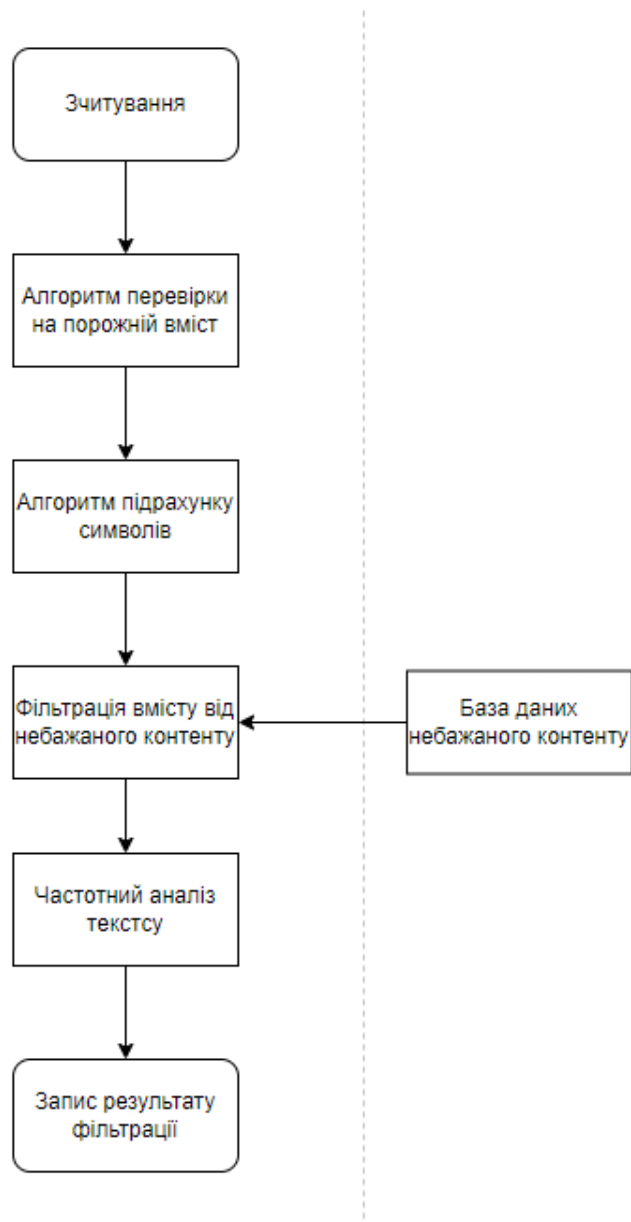 Зчитування
Алгоритм перевірки
на порожній вміст
Алгоритм підрахунку
символів
Фільтрація вмісту від
небажаного контенту
База даних
небажаного контенту
Частотний аналіз
текстсу
Запис результату
фільтрації